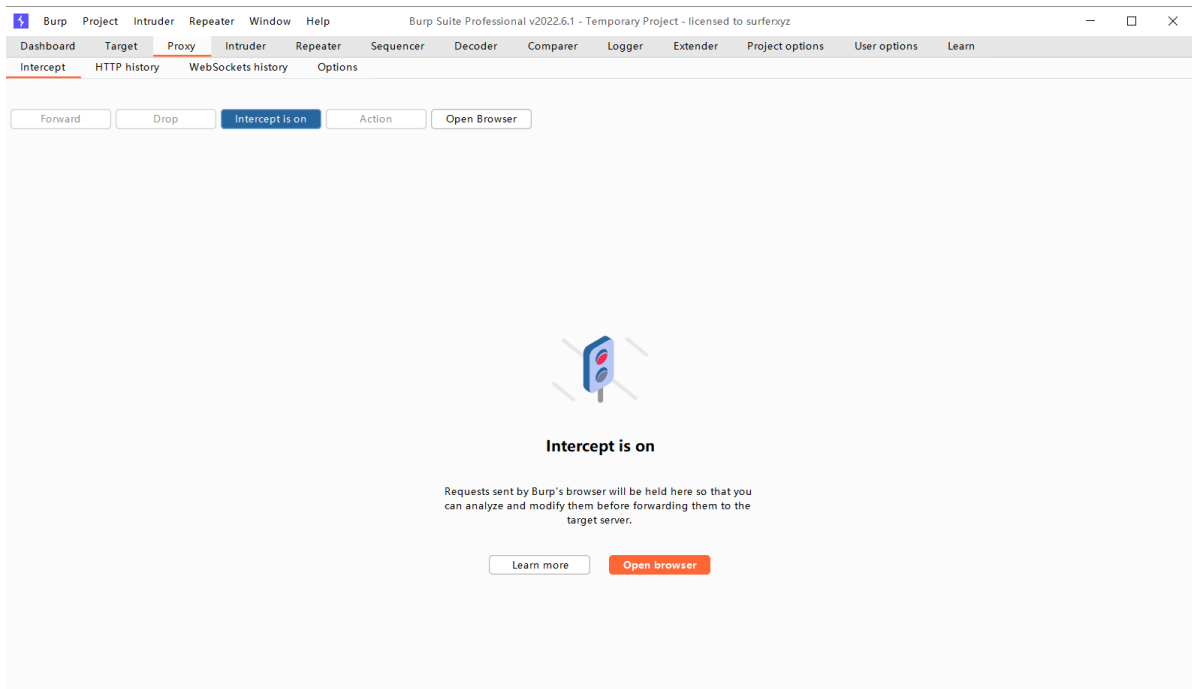 Burp Project Intruder Repeater Window Help Burp Suite Professional v2022.6.1 - Temporary Project - licensed to surferxyz
Dashboard Target Proxy Intruder Repeater Sequencer Decoder Comparer Logger Extender Project options User options Learn
Intercept HTTP history WebSockets history Options
Forward Drop Intercept is on Action Open Browser
Intercept is on
Requests sent by Burp's browser will be held here so that you
can analyze and modify them before forwarding them to the
target server.
Learn more Open browser